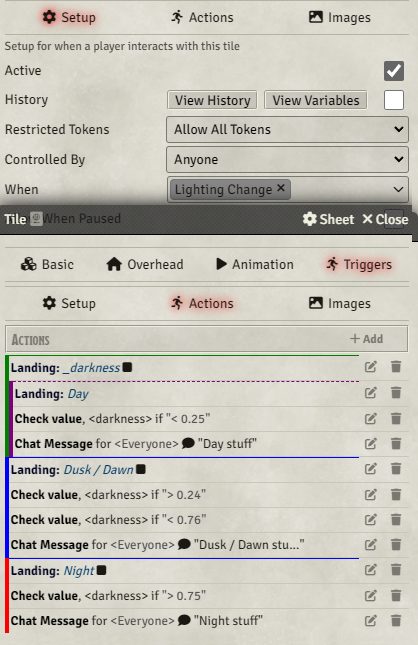 Setup Actions Images
Setup for when a player interacts with this tile
Active
History View History View Variables
Restricted Tokens Allow All Tokens
Controlled By Anyone
When Lighting Change ×
Tile When Paused Sheet ✕ Close
Basic Overhead Animation Triggers
Setup Actions Images
ACTIONS + Add
Landing: _darkness
Landing: Day
Check value, <darkness> if "< 0.25"
Chat Message for <Everyone> "Day stuff"
Landing: Dusk / Dawn
Check value, <darkness> if "> 0.24"
Check value, <darkness> if "< 0.76"
Chat Message for <Everyone> "Dusk / Dawn stu..."
Landing: Night
Check value, <darkness> if "> 0.75"
Chat Message for <Everyone> "Night stuff"